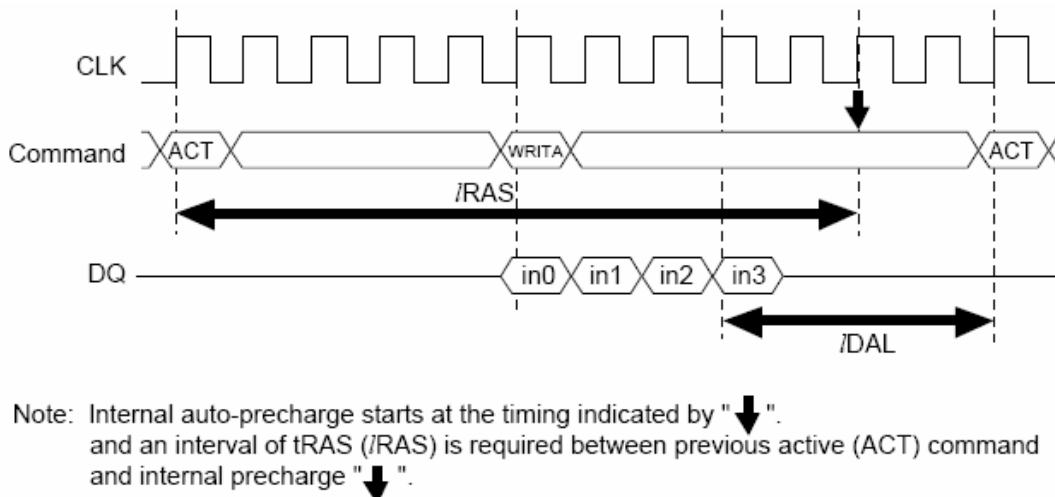 CLK
Command ACT WRITA ACT
lRAS
DQ in0 in1 in2 in3
lDAL
Note: Internal auto-precharge starts at the timing indicated by " ".
and an interval of tRAS (lRAS) is required between previous active (ACT) command
and internal precharge " ".